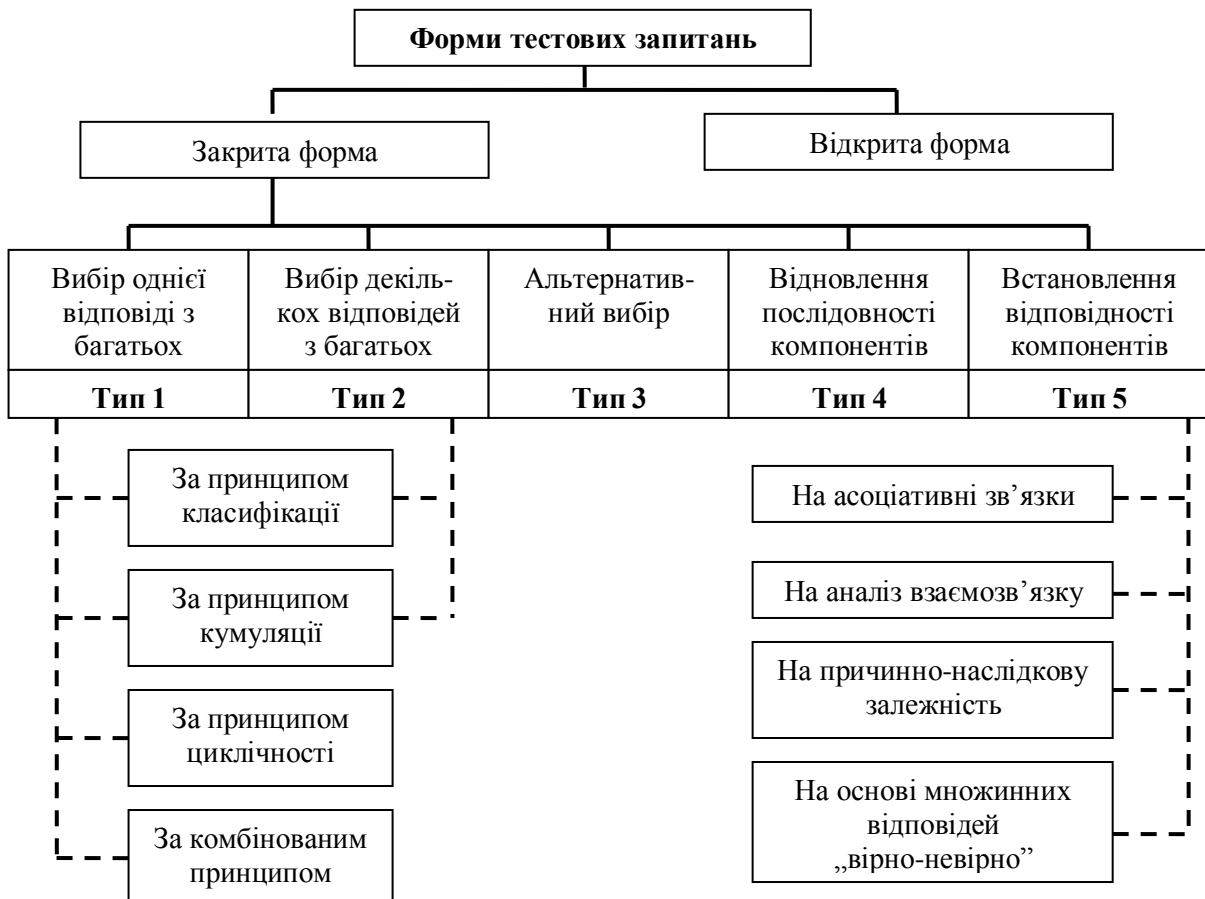 Форми тестових запитань
Закрита форма
Відкрита форма
Вибір однієї
відповіді з
багатьох
Вибір декіль-
кох відповідей
з багатьох
Альтернатив-
ний вибір
Відновлення
послідовності
компонентів
Встановлення
відповідності
компонентів
Тип 1
Тип 2
Тип 3
Тип 4
Тип 5
За принципом
класифікації
За принципом
кумуляції
За принципом
циклічності
За комбінованим
принципом
На асоціативні зв’язки
На аналіз взаємозв’язку
На причинно-наслідкову
залежність
На основі множинних
відповідей
„вірно-невірно”